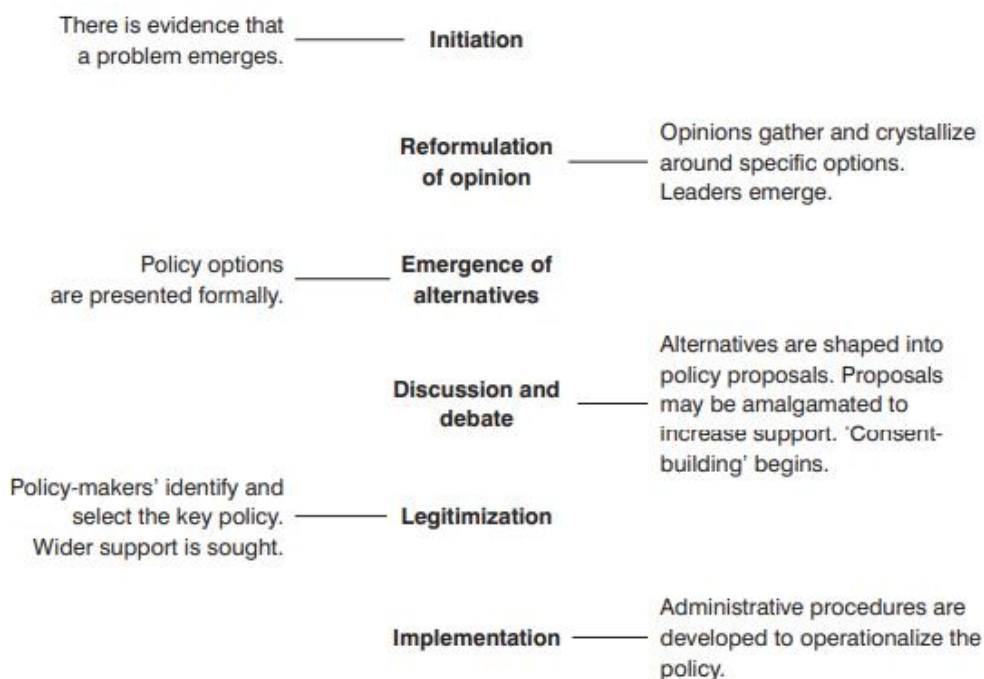 There is evidence that
a problem emerges.
Initiation
Reformulation
of opinion
Opinions gather and crystallize
around specific options.
Leaders emerge.
Policy options
are presented formally.
Emergence of
alternatives
Discussion and
debate
Alternatives are shaped into
policy proposals. Proposals
may be amalgamated to
increase support. ‘Consent-
building’ begins.
Policy-makers’ identify and
select the key policy.
Wider support is sought.
Legitimization
Implementation
Administrative procedures are
developed to operationalize the
policy.